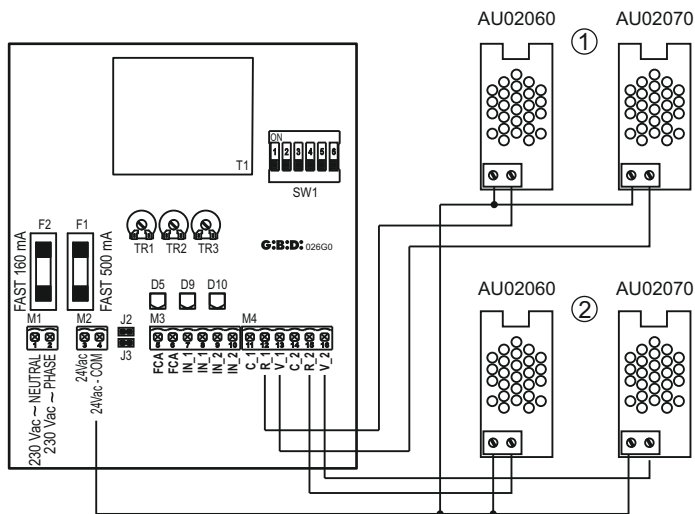 AU02060
AU02070
1
T1
ON
1 2 3 4 5 6
SW1
F2
F1
FAST 160 mA
FAST 500 mA
TR1
TR2
TR3
G:B:D: 026G0
D5
D9
D10
M1
M2
J2
J3
M3
M4
1 2
3 4
5 6 7 8 9 10
11 12 13 14 15 16
230 Vac ~ NEUTRAL
230 Vac ~ PHASE
24Vac
24Vac - COM
FCA
FCA
IN_1
IN_1
IN_2
IN_2
C_1
R_1
V_1
C_2
R_2
V_2
AU02060
AU02070
2